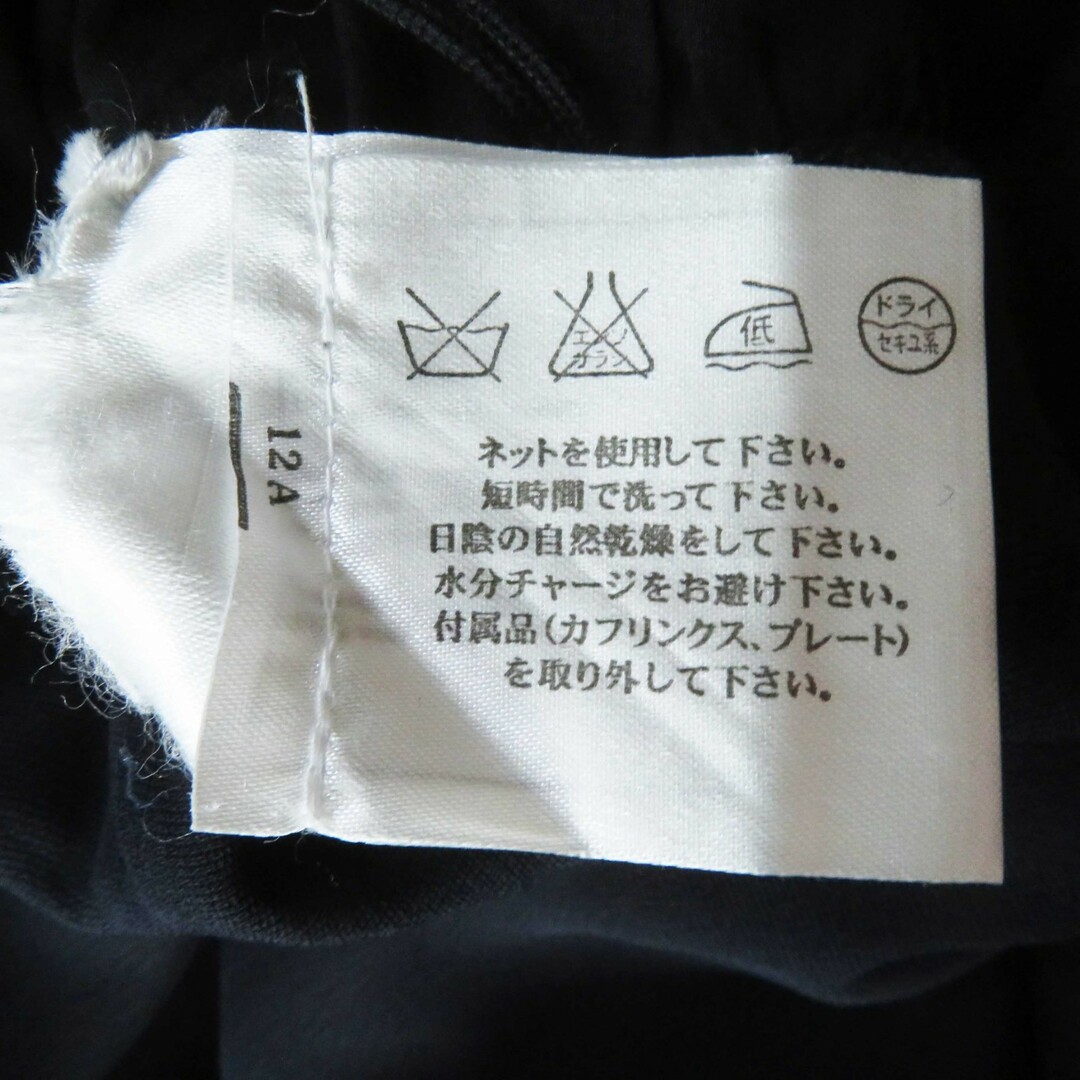 エンソ
カラン
低
ドライ
セキユ系
12A
ネットを使用して下さい。
短時間で洗って下さい。
日陰の自然乾燥をして下さい。
水分チャージをお避け下さい。
付属品(カフリンクス、プレート)
を取り外して下さい。